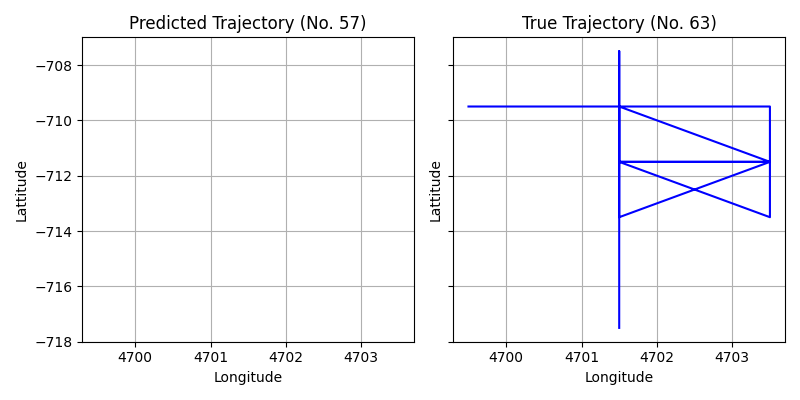 Predicted Trajectory (No. 57)
True Trajectory (No. 63)
Lattitude
−708
−710
−712
−714
−716
−718
4700
4701
4702
4703
Longitude
Lattitude
4700
4701
4702
4703
Longitude